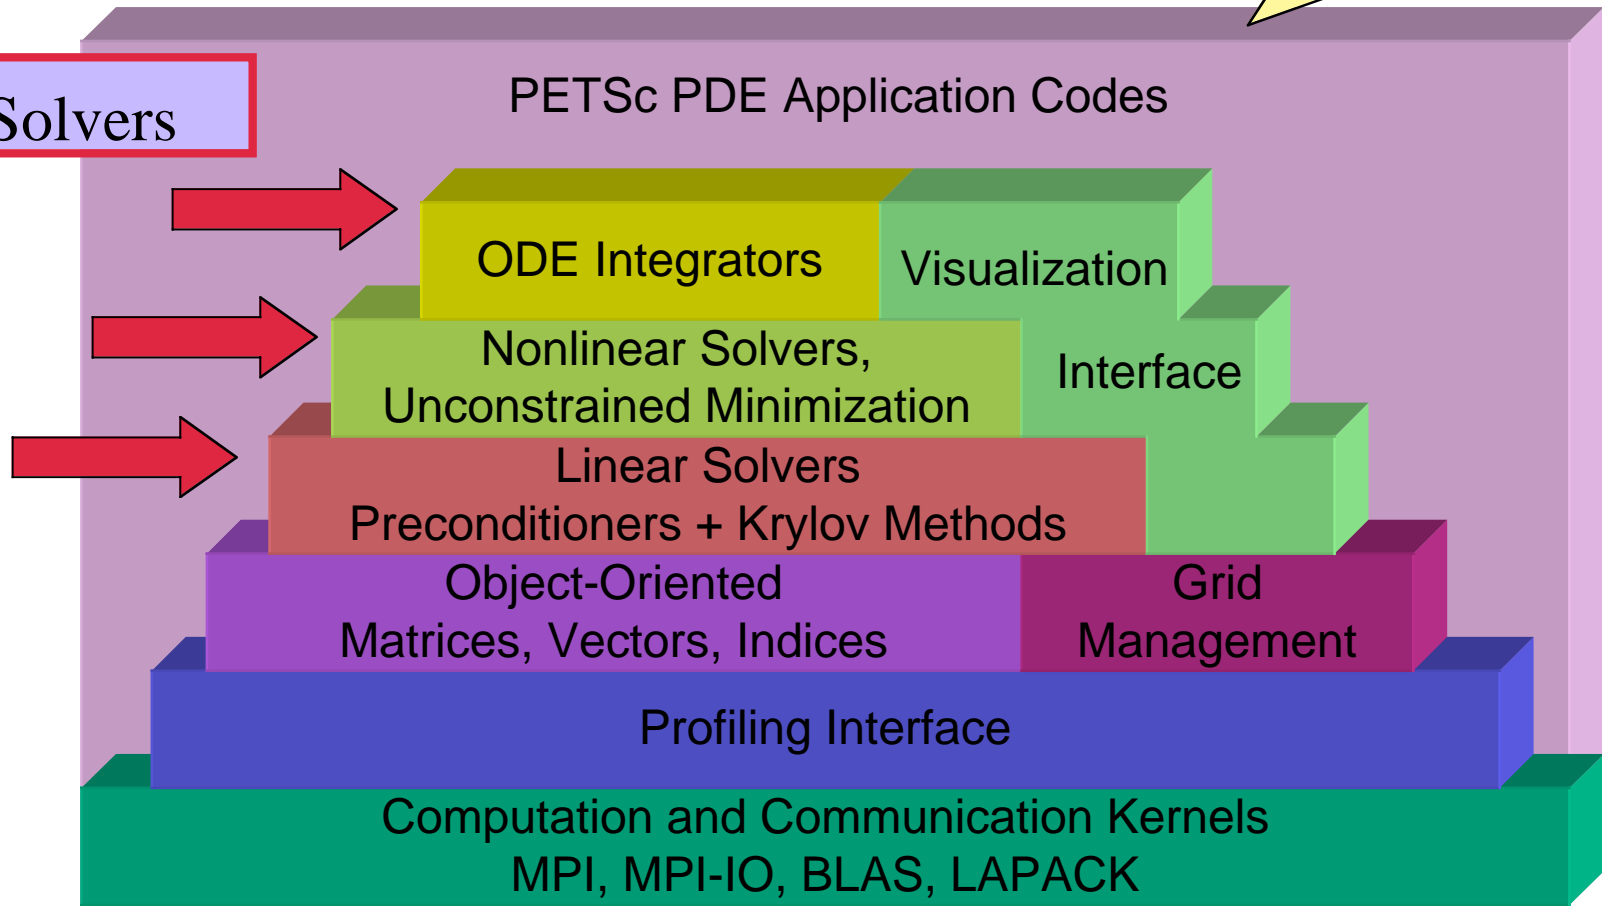 PETSc PDE Application Codes
Solvers
ODE Integrators
Visualization
Nonlinear Solvers,
Unconstrained Minimization
Interface
Linear Solvers
Preconditioners + Krylov Methods
Object-Oriented
Matrices, Vectors, Indices
Grid
Management
Profiling Interface
Computation and Communication Kernels
MPI, MPI-IO, BLAS, LAPACK